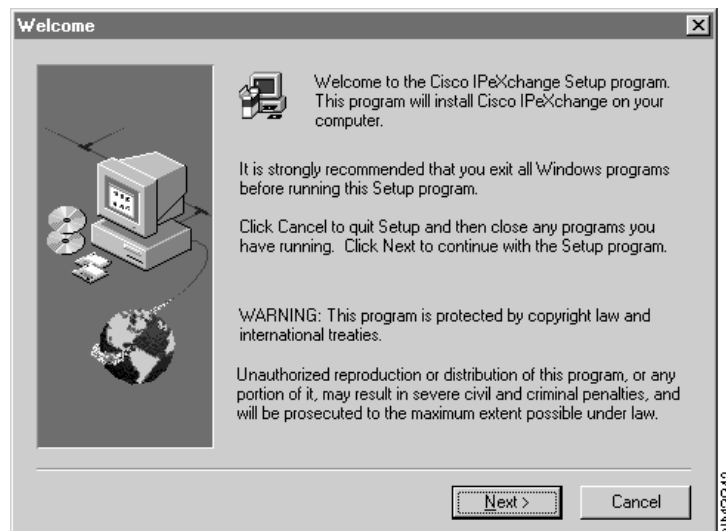 Welcome
Welcome to the Cisco IPeXchange Setup program.
This program will install Cisco IPeXchange on your
computer.
It is strongly recommended that you exit all Windows programs
before running this Setup program.
Click Cancel to quit Setup and then close any programs you
have running. Click Next to continue with the Setup program.
WARNING: This program is protected by copyright law and
international treaties.
Unauthorized reproduction or distribution of this program, or any
portion of it, may result in severe civil and criminal penalties, and
will be prosecuted to the maximum extent possible under law.
Next >
Cancel